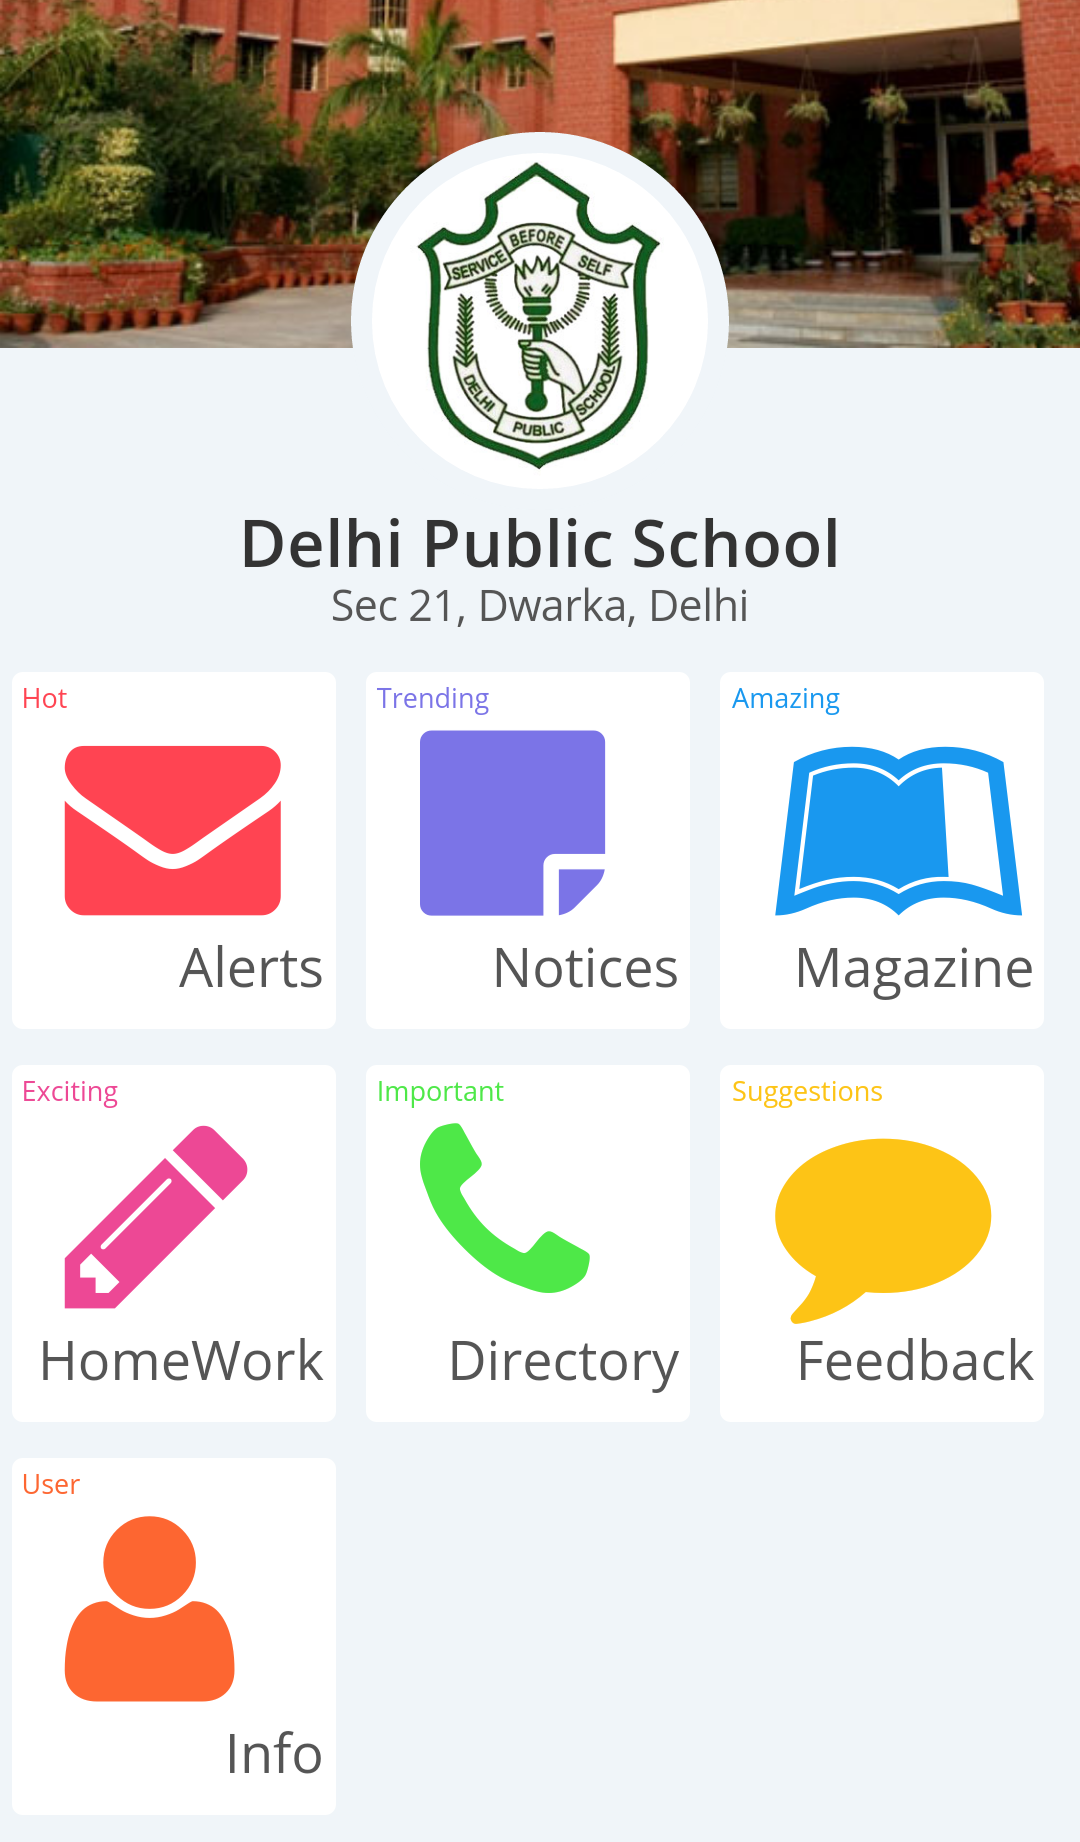 SERVICE BEFORE SELF
DELHI PUBLIC SCHOOL
Delhi Public School
Sec 21, Dwarka, Delhi
Hot
Trending
Amazing
Alerts
Notices
Magazine
Exciting
Important
Suggestions
HomeWork
Directory
Feedback
User
Info